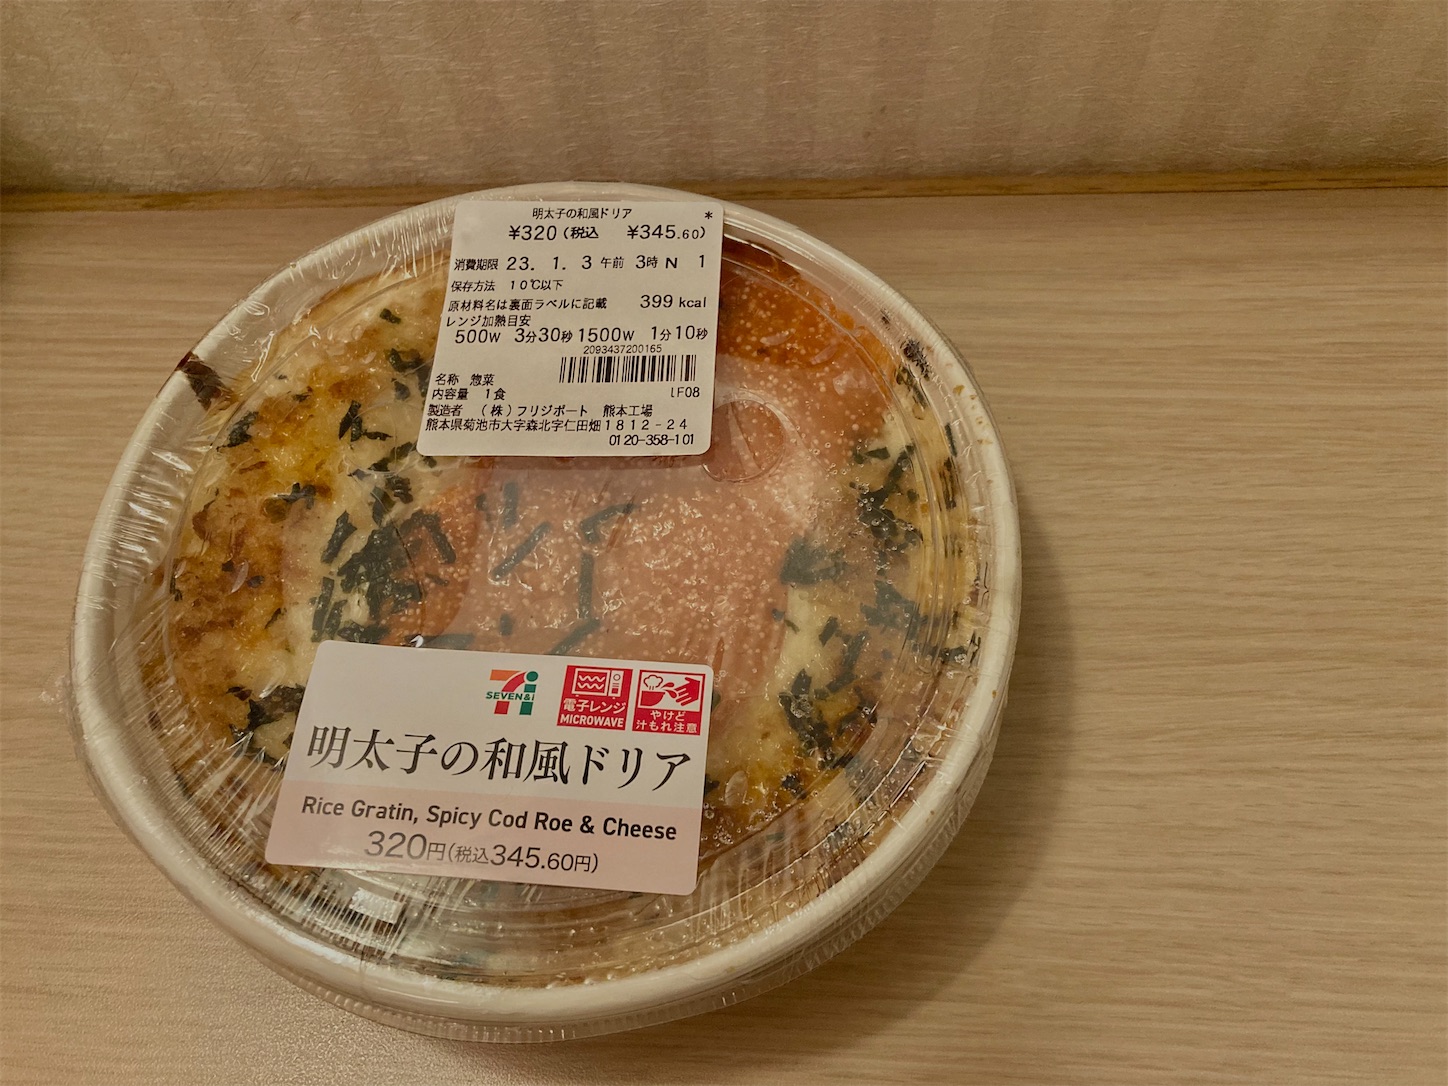 明太子の和風ドリア *
¥320 (税込 ¥345.60)
消費期限 23. 1. 3 午前 3時 N 1
保存方法 10℃以下
原材料名は裏面ラベルに記載 399 kcal
レンジ加熱目安
500W 3分30秒 1500W 1分10秒
2093437200165
名称 惣菜
内容量 1食 LF08
製造者 (株)フリジポート 熊本工場
熊本県菊池市大字森北字仁田畑1812-24
0120-358-101
SEVEN&i
電子レンジ
MICROWAVE
やけど
汁もれ注意
明太子の和風ドリア
Rice Gratin, Spicy Cod Roe & Cheese
320円(税込345.60円)